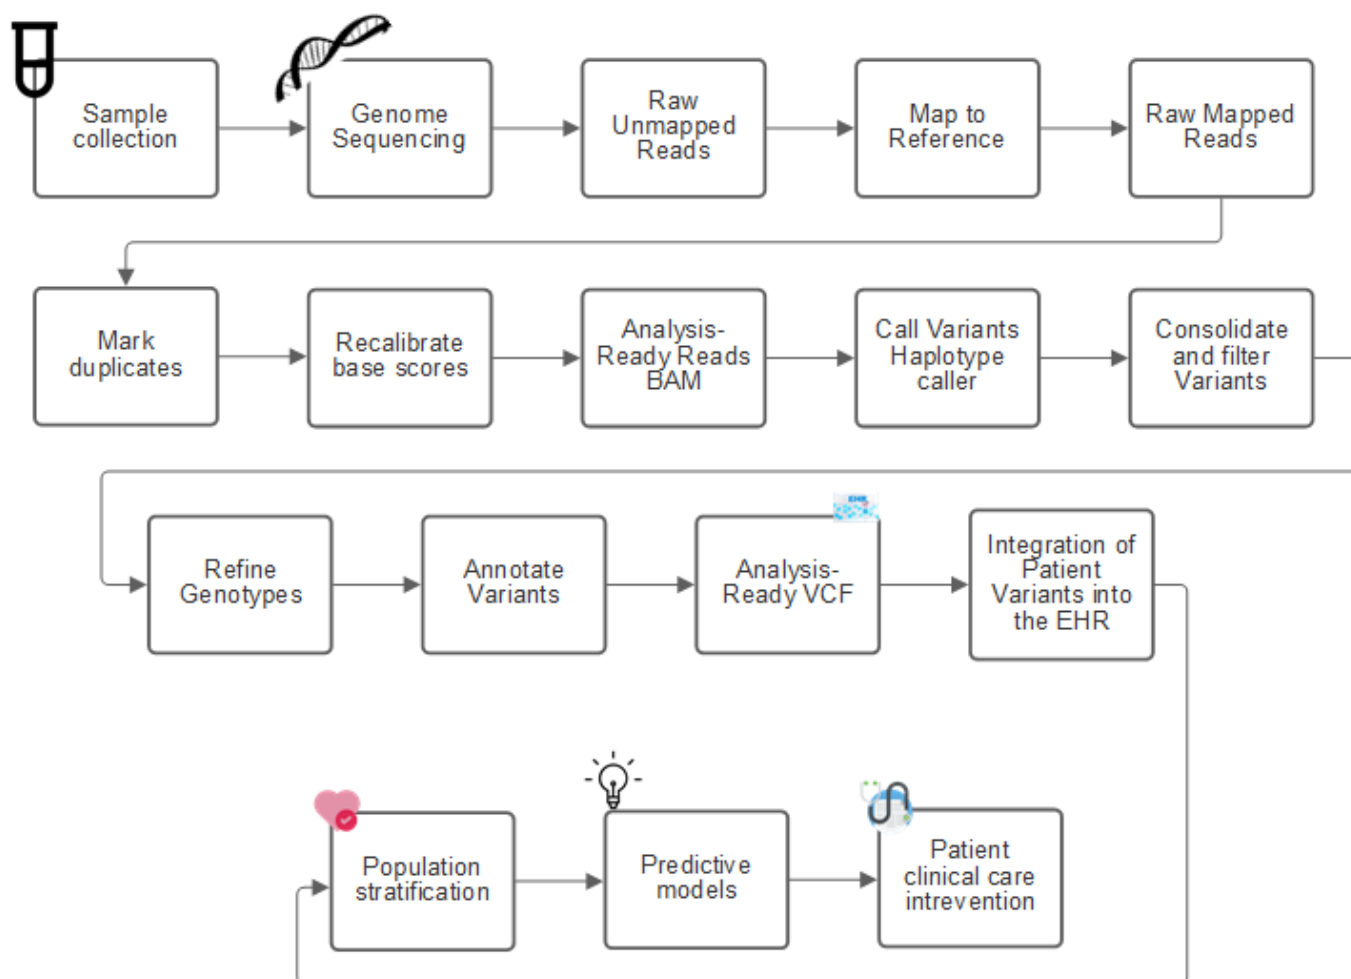 Sample
collection
Genome
Sequencing
Raw
Unmapped
Reads
Map to
Reference
Raw Mapped
Reads
Mark
duplicates
Recalibrate
base scores
Analysis-
Ready Reads
BAM
Call Variants
Haplotype
caller
Consolidate
and filter
Variants
Refine
Genotypes
Annotate
Variants
EHR
Analysis-
Ready VCF
Integration of
Patient
Variants into
the EHR
Population
stratification
Predictive
models
Patient
clinical care
intrevention